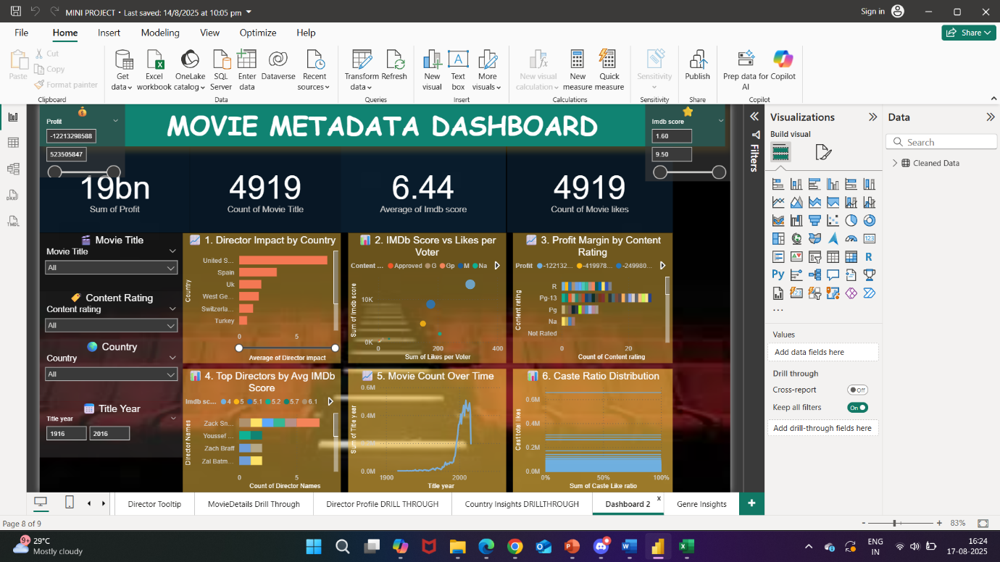 MINI PROJECT • Last saved: 14/8/2025 at 10:05 pm
Sign in
File Home Insert Modeling View Optimize Help
Share
Paste
Cut
Copy
Format painter
Clipboard
Get data
Excel workbook
OneLake catalog
SQL Server
Enter data
Dataverse
Recent sources
Data
Transform data
Refresh
Queries
New visual
Text box
More visuals
Insert
New visual calculation
New measure
Quick measure
Calculations
Sensitivity
Sensitivity
Publish
Share
Prep data for AI
Copilot
Copilot
Profit
-12213298588
523505847
MOVIE METADATA DASHBOARD
Imdb score
1.60
9.50
19bn
Sum of Profit
4919
Count of Movie Title
6.44
Average of Imdb score
4919
Count of Movie likes
Movie Title
Movie Title
All
Content Rating
Content rating
All
Country
Country
All
Title Year
Title year
1916 2016
1. Director Impact by Country
Country
United S...
Spain
Uk
West Ge...
Switzerla...
Turkey
0 5
Average of Director impact
2. IMDb Score vs Likes per Voter
Content ... Approved G Gp M Na
Sum of Imdb score
10K
0K
0 200 400
Sum of Likes per Voter
3. Profit Margin by Content Rating
Profit -122132... -419978... -249980...
Content rating
R
Pg-13
Pg
Na
Not Rated
0 20
Count of Content rating
4. Top Directors by Avg IMDb Score
Imdb sc... 4 5 5.1 5.2 5.7 6.1
Director Names
Zack Sn...
Youssef ...
Zach Braff
Zal Batm...
0 5
Count of Director Names
5. Movie Count Over Time
Sum of Title year
0.6M
0.4M
0.0M
1900 2000
Title year
6. Caste Ratio Distribution
Cast total likes
0.6M
0.4M
0.2M
0.0M
0% 50% 100%
Sum of Caste Like ratio
Filters
Visualizations
Build visual
Values
Add data fields here
Drill through
Cross-report
Off
Keep all filters
On
Add drill-through fields here
Data
Search
Cleaned Data
Director Tooltip
MovieDetails Drill Through
Director Profile DRILL THROUGH
Country Insights DRILLTHROUGH
Dashboard 2
Genre Insights
Page 8 of 9
83%
29°C
Mostly cloudy
ENG
IN
16:24
17-08-2025